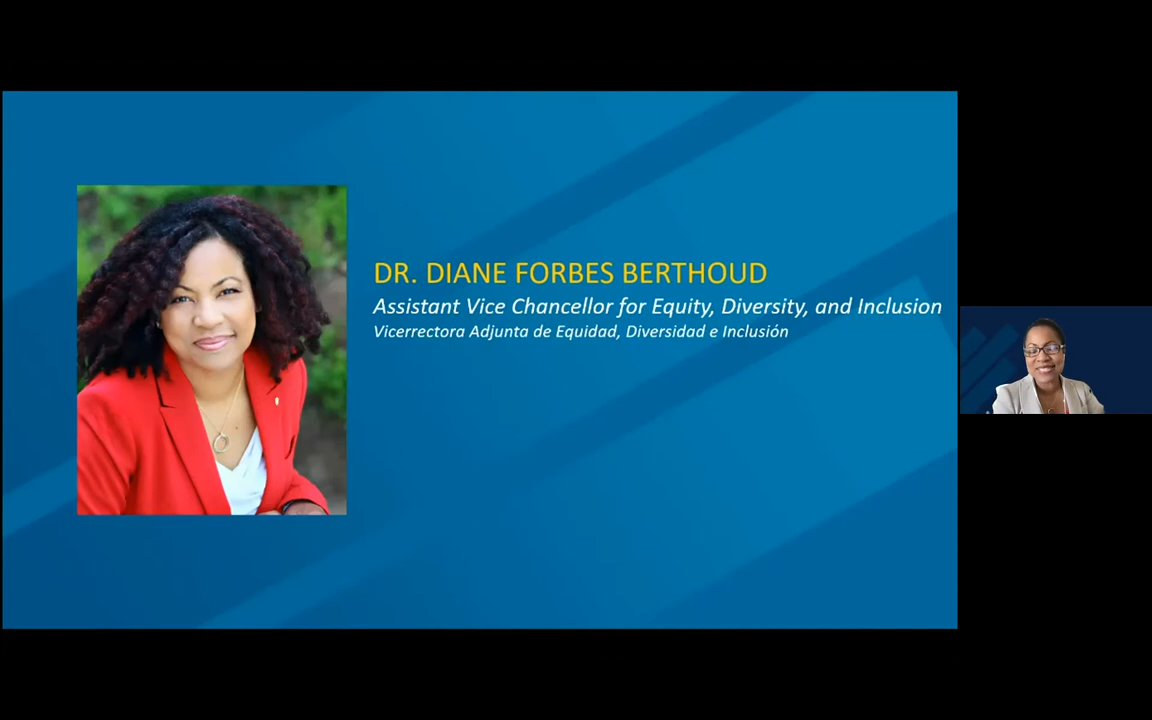 DR. DIANE FORBES BERTHOUD
Assistant Vice Chancellor for Equity, Diversity, and Inclusion
Vicerrectora Adjunta de Equidad, Diversidad e Inclusión